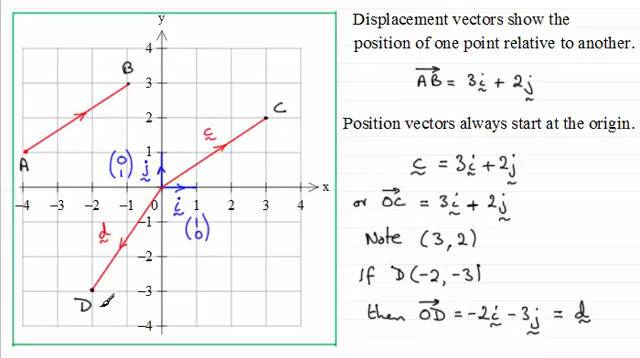 Displacement vectors show the
position of one point relative to another.
AB = 3i + 2j
Position vectors always start at the origin.
c = 3i + 2j
or OC = 3i + 2j
Note (3, 2)
If D(-2, -3)
then OD = -2i - 3j = d
y
4
B
3
C
2
c
A
1
(0 1) j
x
-4 -3 -2 -1 0 1 2 3 4
i
(1 0)
-1
d
-2
-3
D
-4